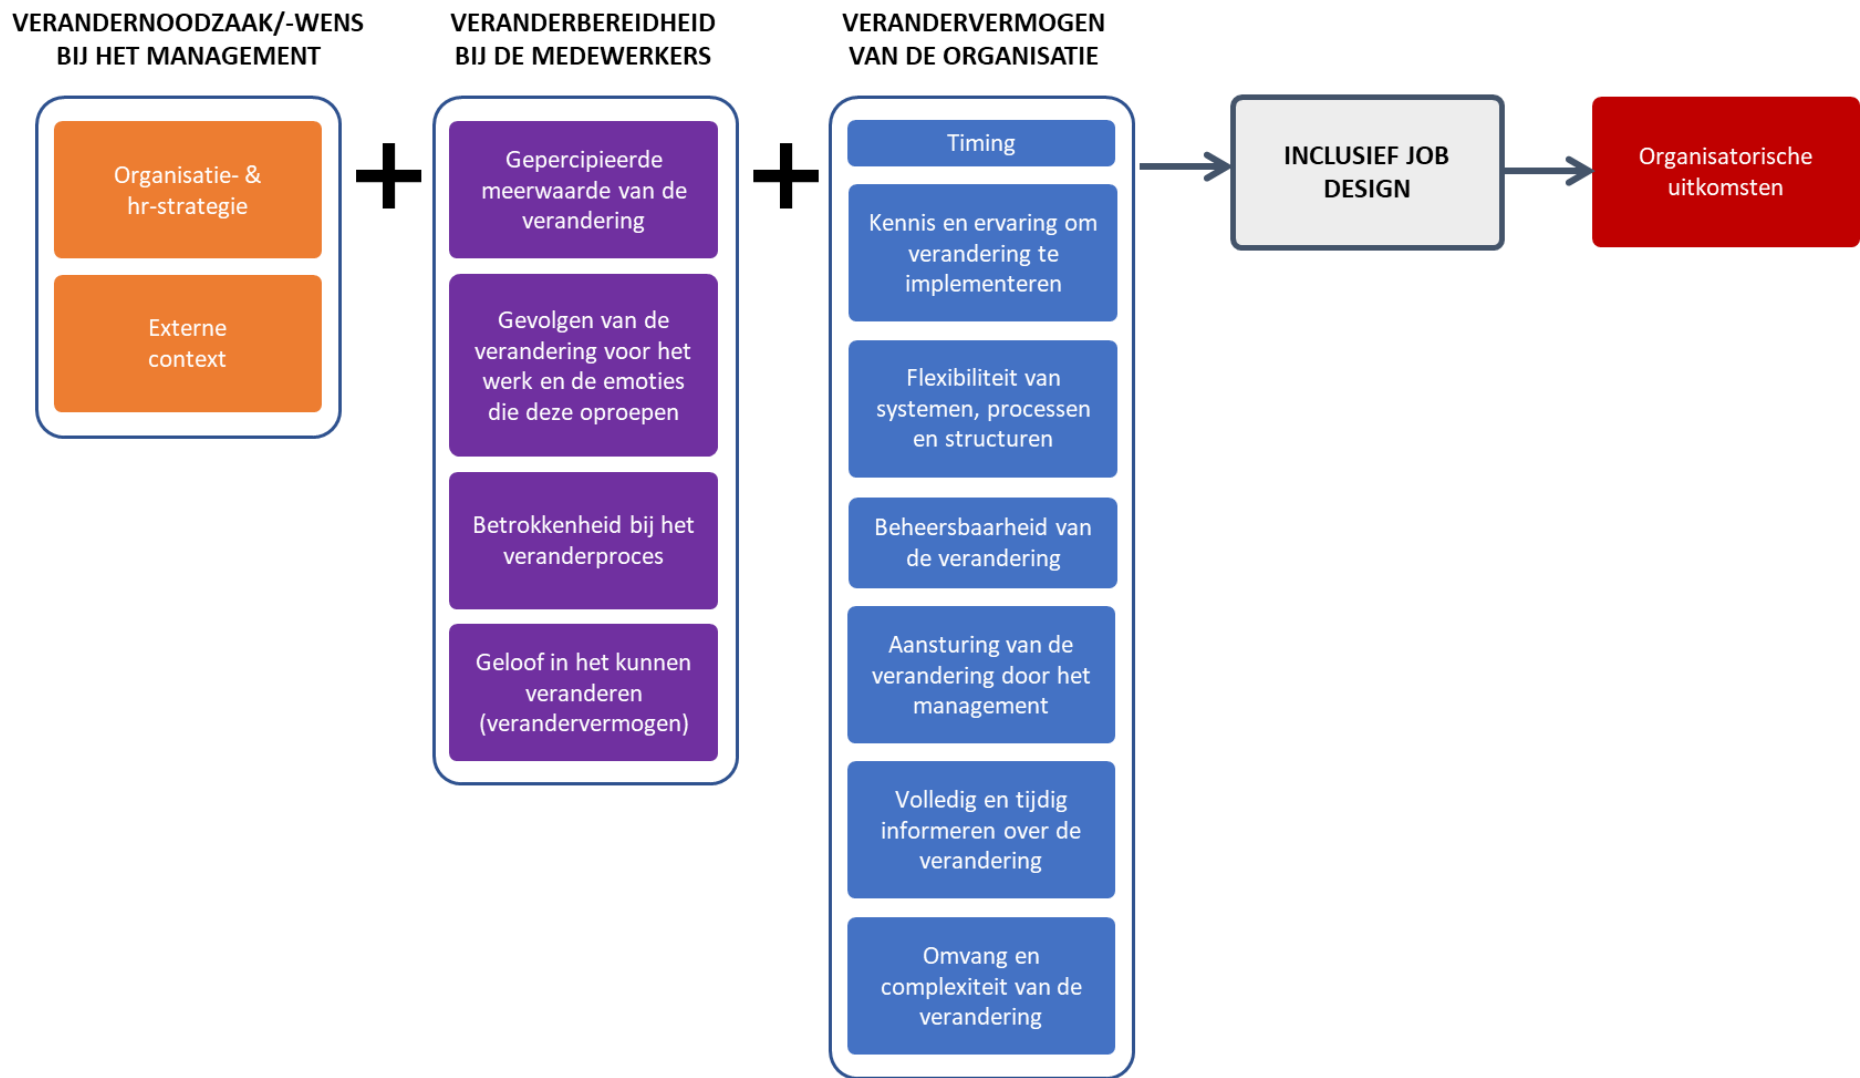 VERANDERNOODZAAK/-WENS
BIJ HET MANAGEMENT
Organisatie- &
hr-strategie
Externe
context
VERANDERBEREIDHEID
BIJ DE MEDEWERKERS
Gepercipieerde
meerwaarde van de
verandering
Gevolgen van de
verandering voor het
werk en de emoties
die deze oproepen
Betrokkenheid bij het
veranderproces
Geloof in het kunnen
veranderen
(verandervermogen)
VERANDERVERMOGEN
VAN DE ORGANISATIE
Timing
Kennis en ervaring om
verandering te
implementeren
Flexibiliteit van
systemen, processen
en structuren
Beheersbaarheid van
de verandering
Aansturing van de
verandering door het
management
Volledig en tijdig
informeren over de
verandering
Omvang en
complexiteit van de
verandering
INCLUSIEF JOB
DESIGN
Organisatorische
uitkomsten